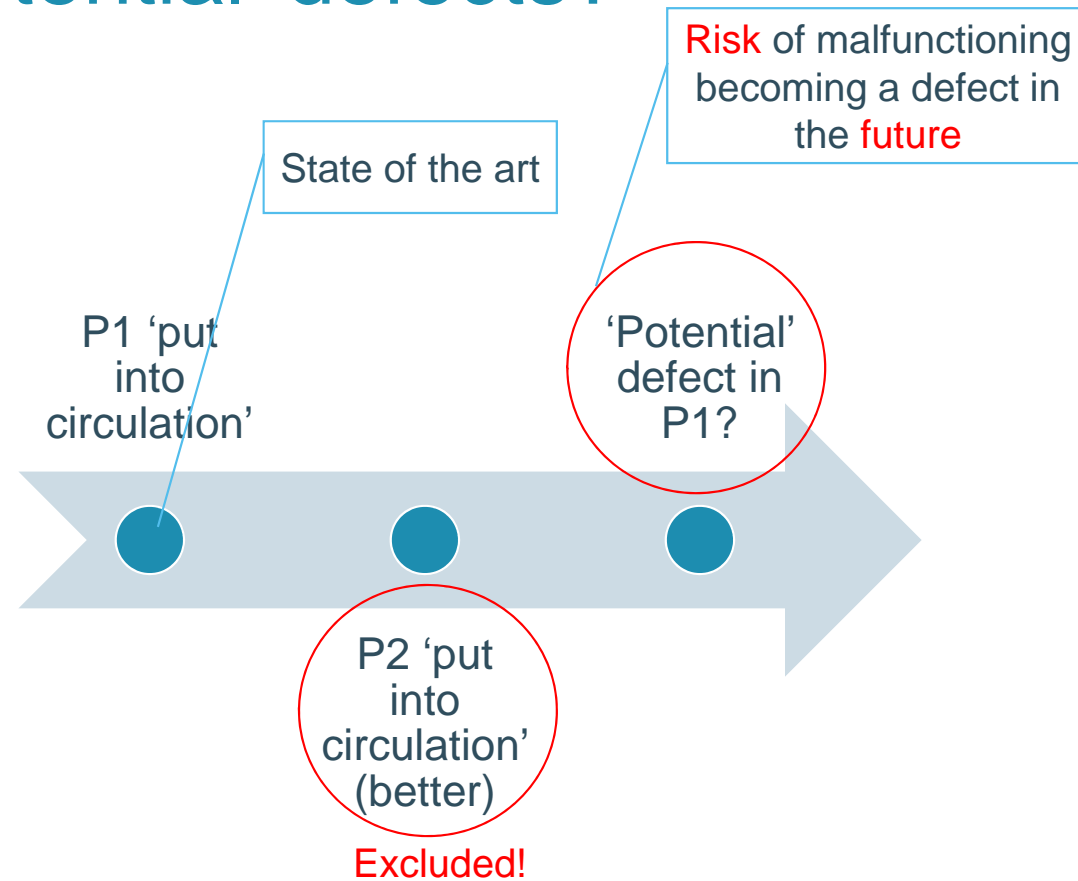 Risk of malfunctioning
becoming a defect in
the future
State of the art
P1 ‘put
into
circulation’
‘Potential’
defect in
P1?
P2 ‘put
into
circulation’
(better)
Excluded!